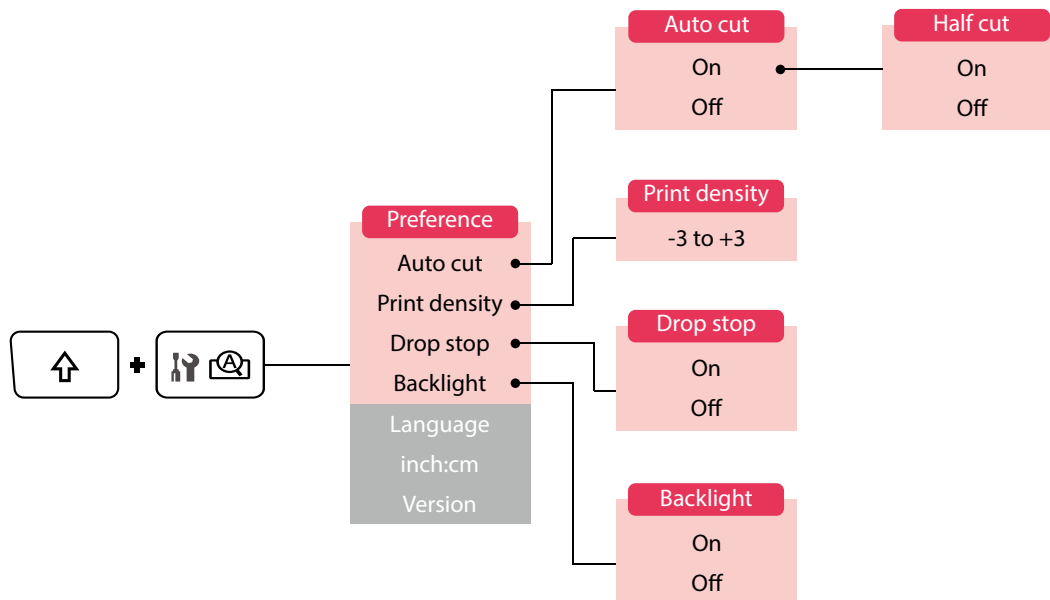 Preference
Auto cut
Print density
Drop stop
Backlight
Language
inch:cm
Version
Auto cut
On
Off
Half cut
On
Off
Print density
-3 to +3
Drop stop
On
Off
Backlight
On
Off
A